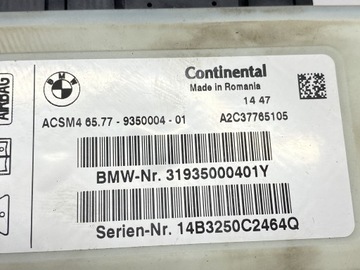 BMW
Continental
Made in Romania
14 47
AIRBAG
ACSM4 65.77 - 9350004 - 01
A2C37765105
BMW-Nr. 31935000401Y
Serien-Nr. 14B3250C2464Q